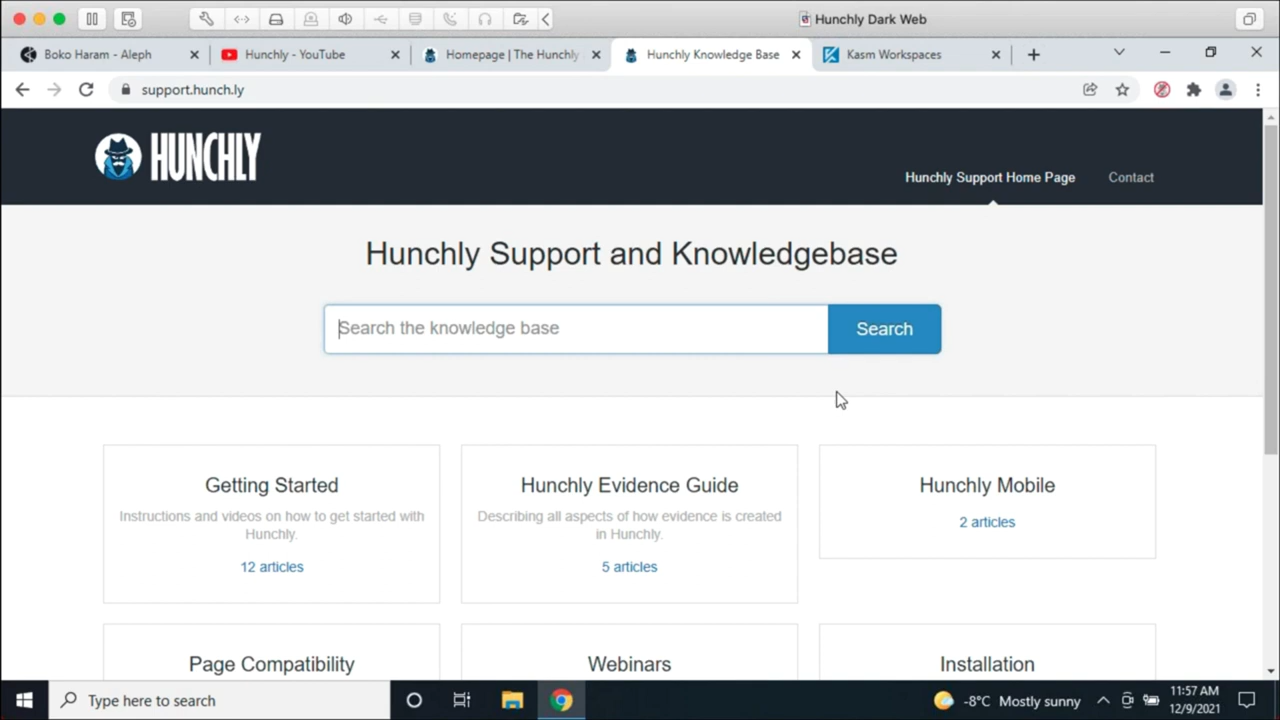 Hunchly Dark Web
Boko Haram - Aleph
Hunchly - YouTube
Homepage | The Hunchly
Hunchly Knowledge Base
Kasm Workspaces
support.hunch.ly
HUNCHLY
Hunchly Support Home Page
Contact
Hunchly Support and Knowledgebase
Search the knowledge base
Search
Getting Started
Instructions and videos on how to get started with
Hunchly.
12 articles
Hunchly Evidence Guide
Describing all aspects of how evidence is created
in Hunchly.
5 articles
Hunchly Mobile
2 articles
Page Compatibility
Webinars
Installation
Type here to search
-8°C Mostly sunny
11:57 AM
12/9/2021